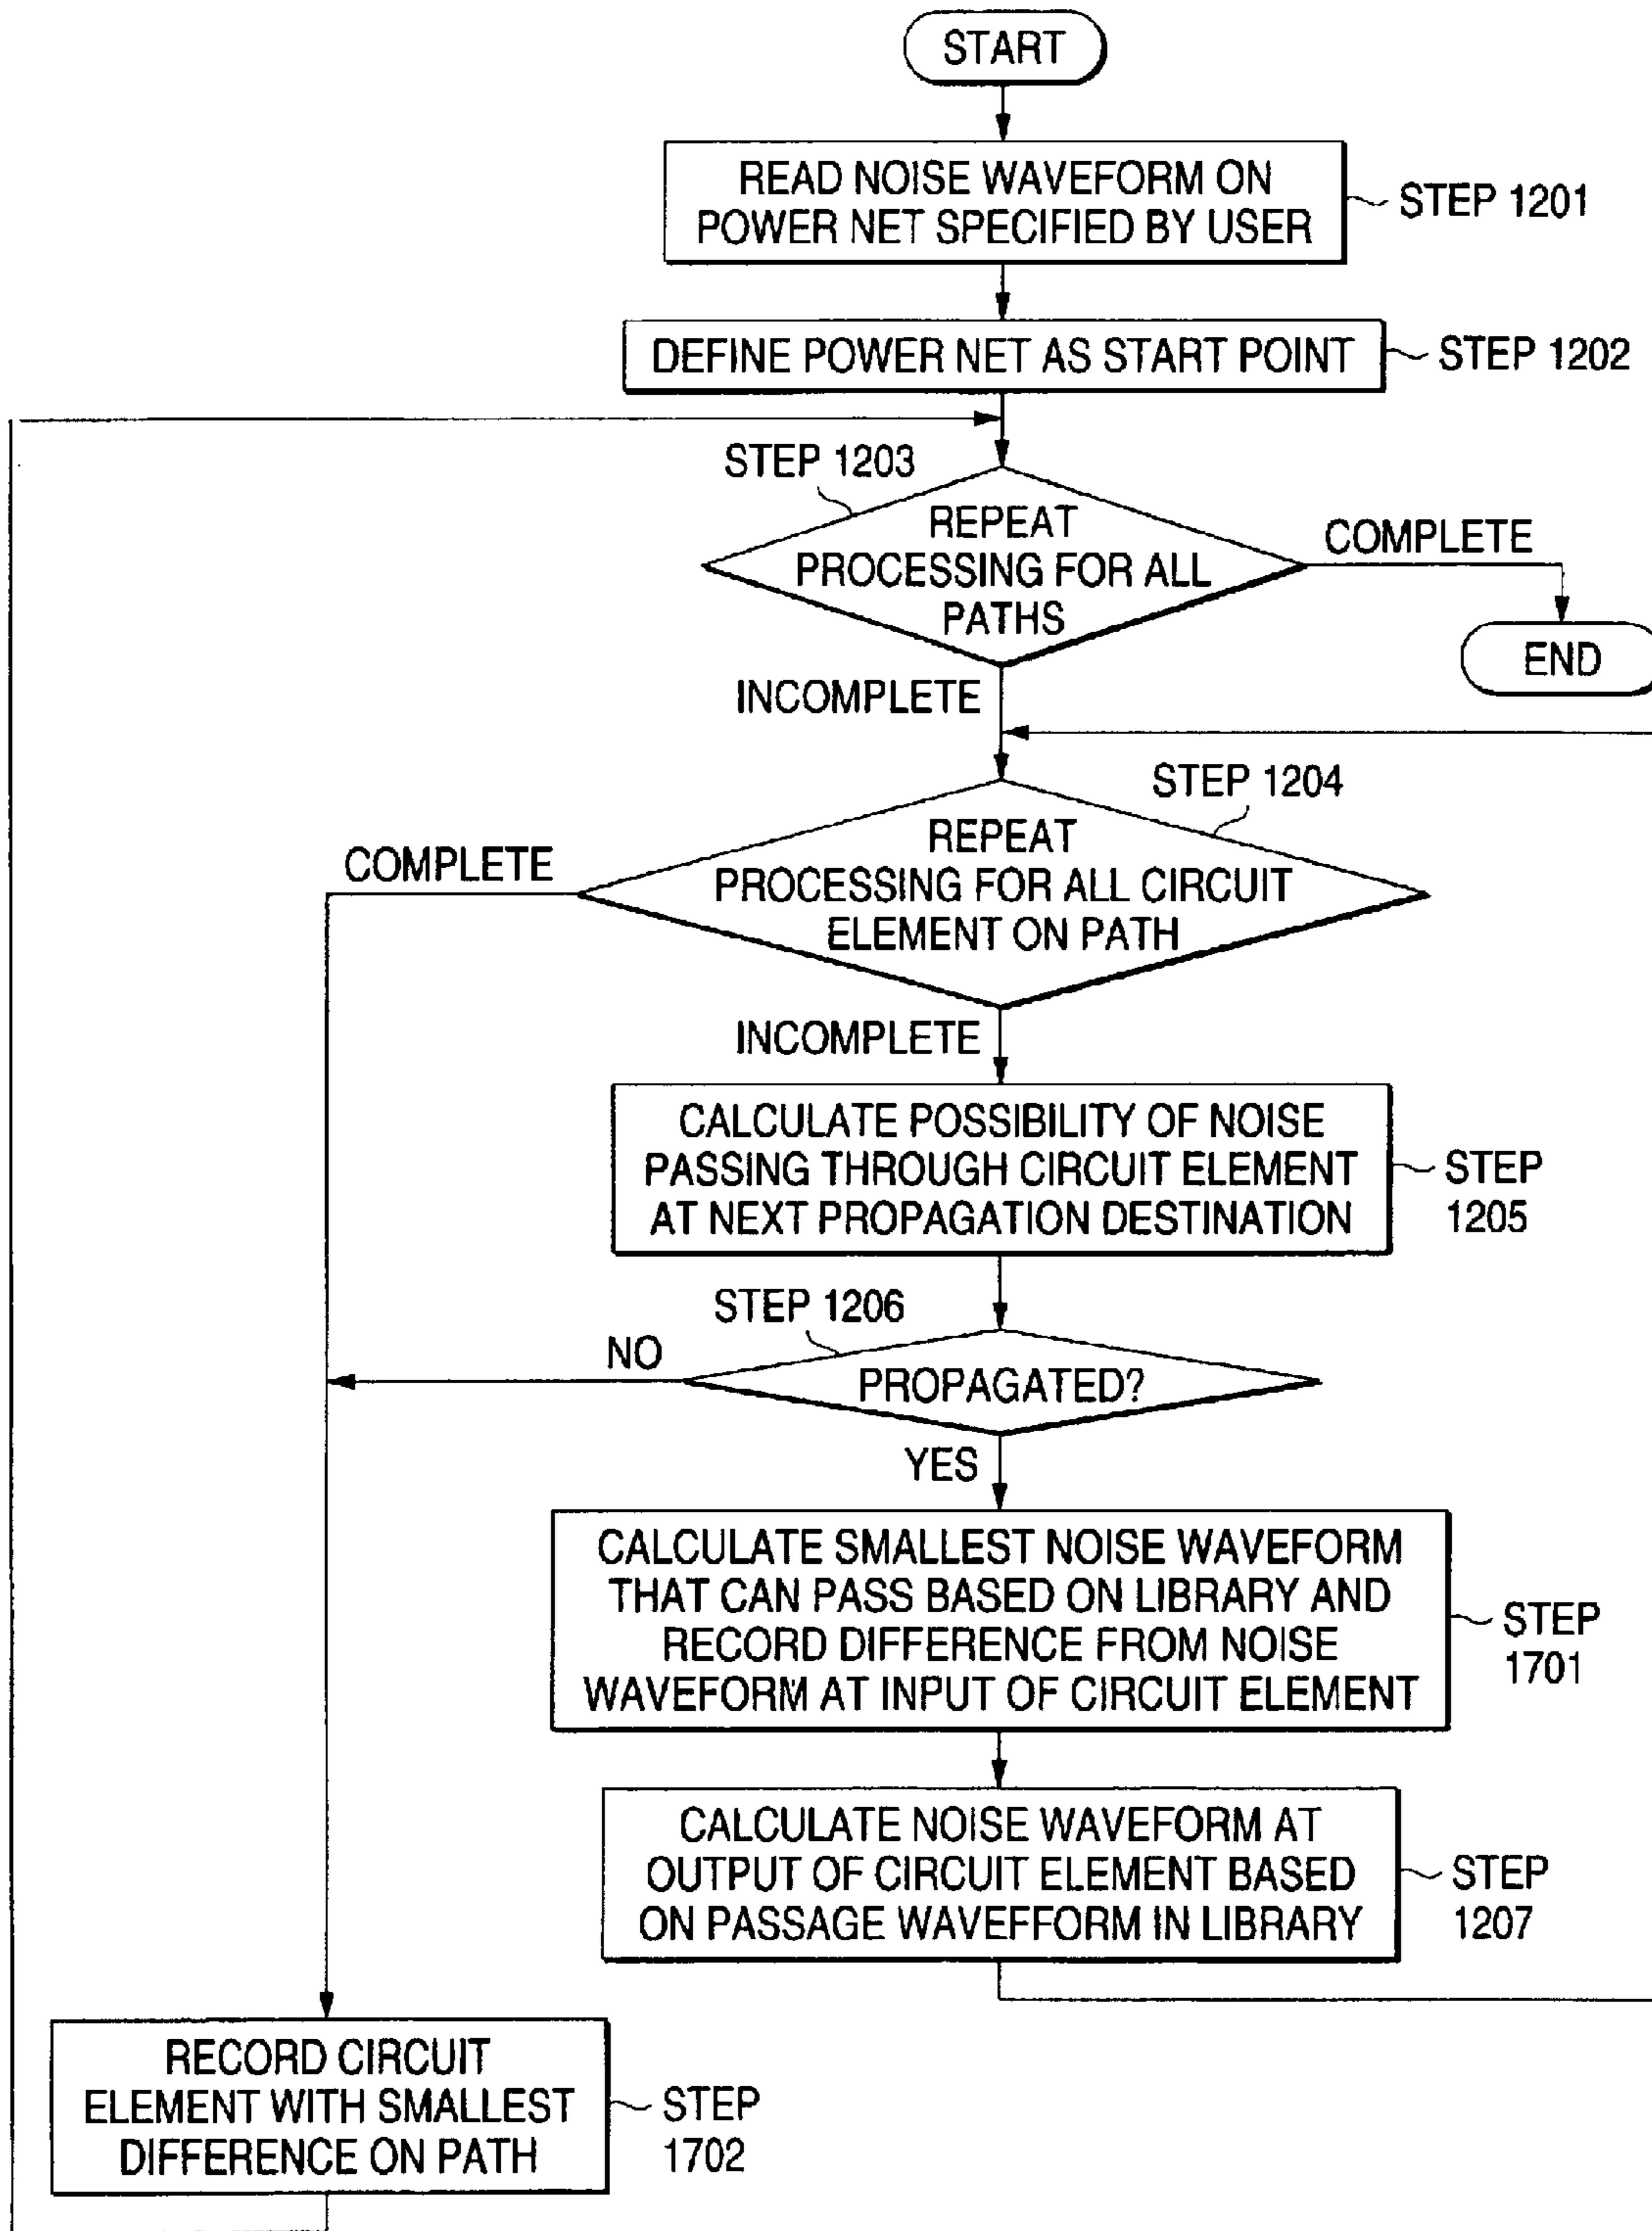 START
READ NOISE WAVEFORM ON
POWER NET SPECIFIED BY USER
STEP 1201
DEFINE POWER NET AS START POINT
STEP 1202
STEP 1203
REPEAT
PROCESSING FOR ALL
PATHS
COMPLETE
END
INCOMPLETE
STEP 1204
REPEAT
PROCESSING FOR ALL CIRCUIT
ELEMENT ON PATH
COMPLETE
INCOMPLETE
CALCULATE POSSIBILITY OF NOISE
PASSING THROUGH CIRCUIT ELEMENT
AT NEXT PROPAGATION DESTINATION
STEP
1205
STEP 1206
PROPAGATED?
NO
YES
CALCULATE SMALLEST NOISE WAVEFORM
THAT CAN PASS BASED ON LIBRARY AND
RECORD DIFFERENCE FROM NOISE
WAVEFORM AT INPUT OF CIRCUIT ELEMENT
STEP
1701
CALCULATE NOISE WAVEFORM AT
OUTPUT OF CIRCUIT ELEMENT BASED
ON PASSAGE WAVEFFORM IN LIBRARY
STEP
1207
RECORD CIRCUIT
ELEMENT WITH SMALLEST
DIFFERENCE ON PATH
STEP
1702